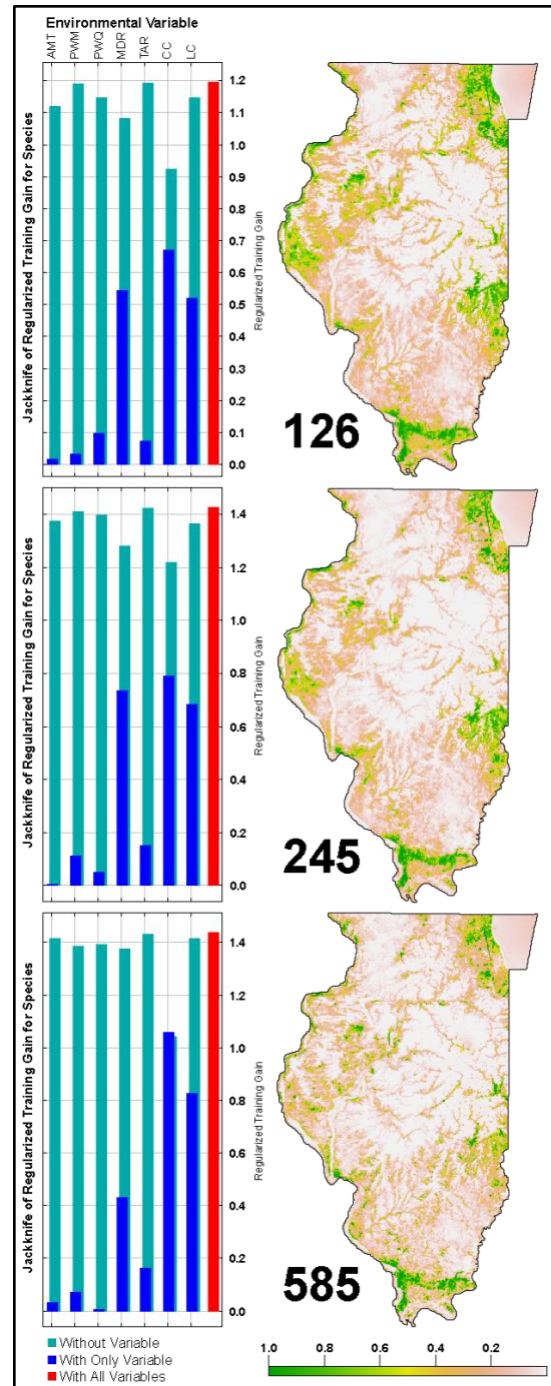 Environmental Variable
AMT
PWM
PWQ
MDR
TAR
CC
LC
Jackknife of Regularized Training Gain for Species
1.2
1.1
1.0
0.9
0.8
0.7
0.6
0.5
0.4
0.3
0.2
0.1
0.0
Regularized Training Gain
126
Jackknife of Regularized Training Gain for Species
1.4
1.2
1.0
0.8
0.6
0.4
0.2
0.0
Regularized Training Gain
245
Jackknife of Regularized Training Gain for Species
1.4
1.2
1.0
0.8
0.6
0.4
0.2
0.0
Regularized Training Gain
585
Without Variable
With Only Variable
With All Variables
1.0 0.8 0.6 0.4 0.2